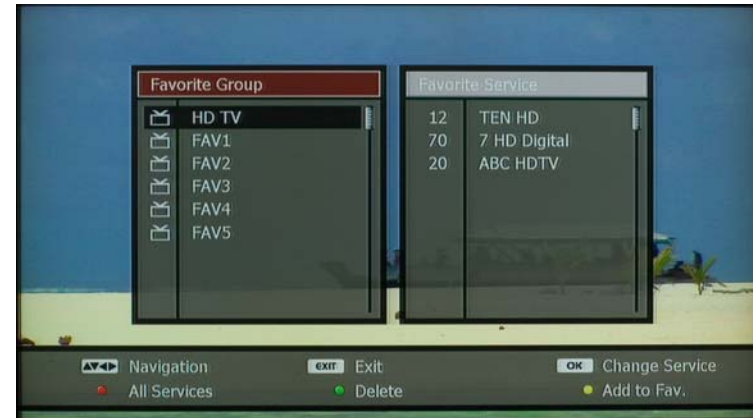 Favorite Group
HD TV
FAV1
FAV2
FAV3
FAV4
FAV5
Favorite Service
12 TEN HD
70 7 HD Digital
20 ABC HDTV
Navigation
EXIT Exit
OK Change Service
All Services
Delete
Add to Fav.